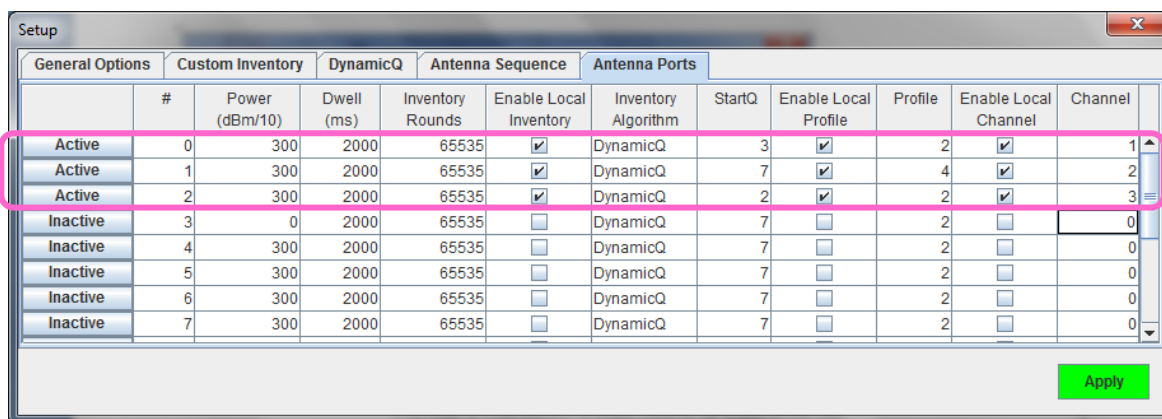 Setup
General Options Custom Inventory DynamicQ Antenna Sequence Antenna Ports
# Power (dBm/10) Dwell (ms) Inventory Rounds Enable Local Inventory Inventory Algorithm StartQ Enable Local Profile Profile Enable Local Channel Channel
Active 0 300 2000 65535 DynamicQ 3 2 1
Active 1 300 2000 65535 DynamicQ 7 4 2
Active 2 300 2000 65535 DynamicQ 2 2 3
Inactive 3 0 2000 65535 DynamicQ 7 2 0
Inactive 4 300 2000 65535 DynamicQ 7 2 0
Inactive 5 300 2000 65535 DynamicQ 7 2 0
Inactive 6 300 2000 65535 DynamicQ 7 2 0
Inactive 7 300 2000 65535 DynamicQ 7 2 0
Apply